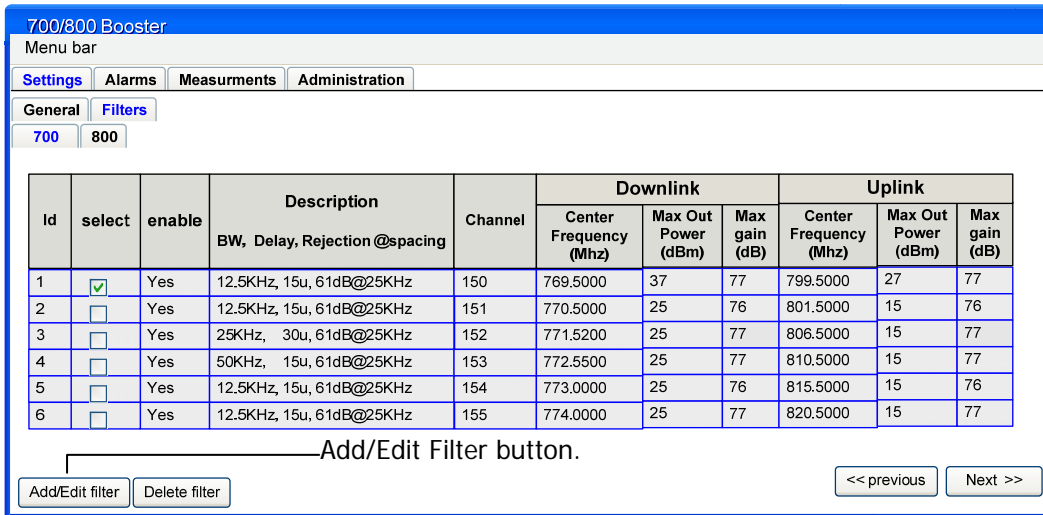 700/800 Booster
Menu bar
Settings Alarms Measurments Administration
General Filters
700 800
Id select enable Description BW, Delay, Rejection @spacing Channel Downlink Uplink
Center Frequency (Mhz) Max Out Power (dBm) Max gain (dB) Center Frequency (Mhz) Max Out Power (dBm) Max gain (dB)
1 Yes 12.5KHz, 15u, 61dB@25KHz 150 769.5000 37 77 799.5000 27 77
2 Yes 12.5KHz, 15u, 61dB@25KHz 151 770.5000 25 76 801.5000 15 76
3 Yes 25KHz, 30u, 61dB@25KHz 152 771.5200 25 77 806.5000 15 77
4 Yes 50KHz, 15u, 61dB@25KHz 153 772.5500 25 77 810.5000 15 77
5 Yes 12.5KHz, 15u, 61dB@25KHz 154 773.0000 25 76 815.5000 15 76
6 Yes 12.5KHz, 15u, 61dB@25KHz 155 774.0000 25 77 820.5000 15 77
Add/Edit Filter button.
Add/Edit filter Delete filter << previous Next >>